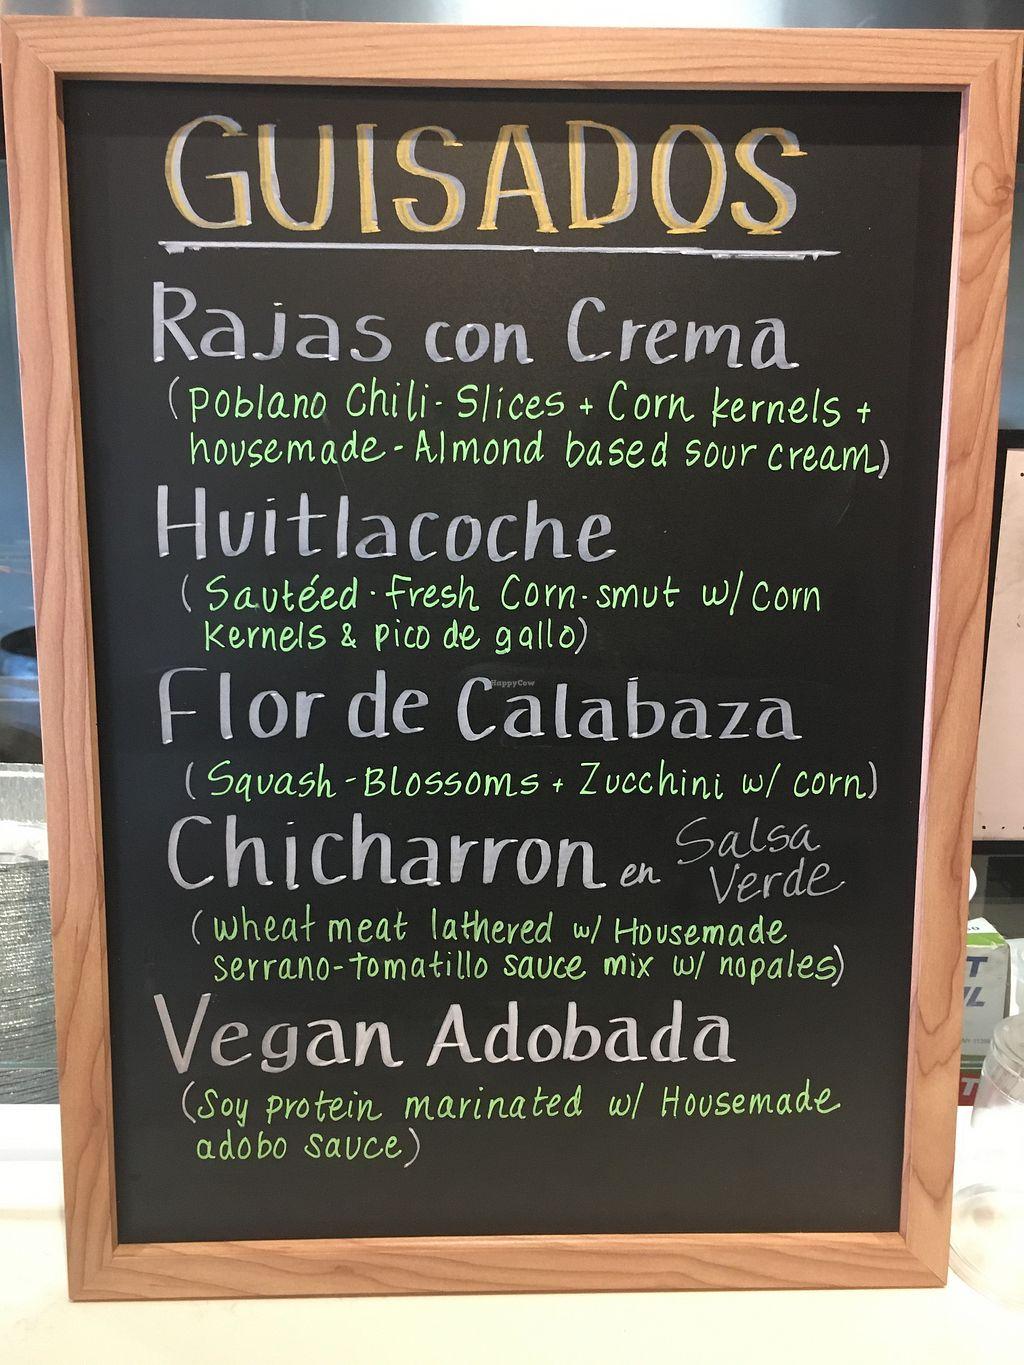 GUISADOS
Rajas con Crema
(poblano Chili-Slices + Corn kernels +
housemade-Almond based sour cream)
Huitlacoche
(Sautéed-Fresh Corn-smut w/ corn
kernels & pico de gallo)
HappyCow
Flor de Calabaza
(Squash-Blossoms + Zucchini w/ corn)
Chicharron en Salsa
Verde
(wheat meat lathered w/ Housemade
serrano-tomatillo sauce mix w/ nopales)
Vegan Adobada
(Soy protein marinated w/ Housemade
adobo sauce)